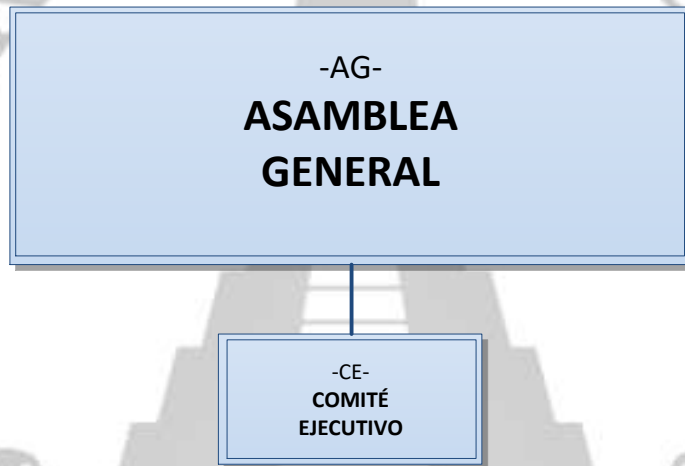 -AG-
ASAMBLEA
GENERAL
-CE-
COMITÉ
EJECUTIVO